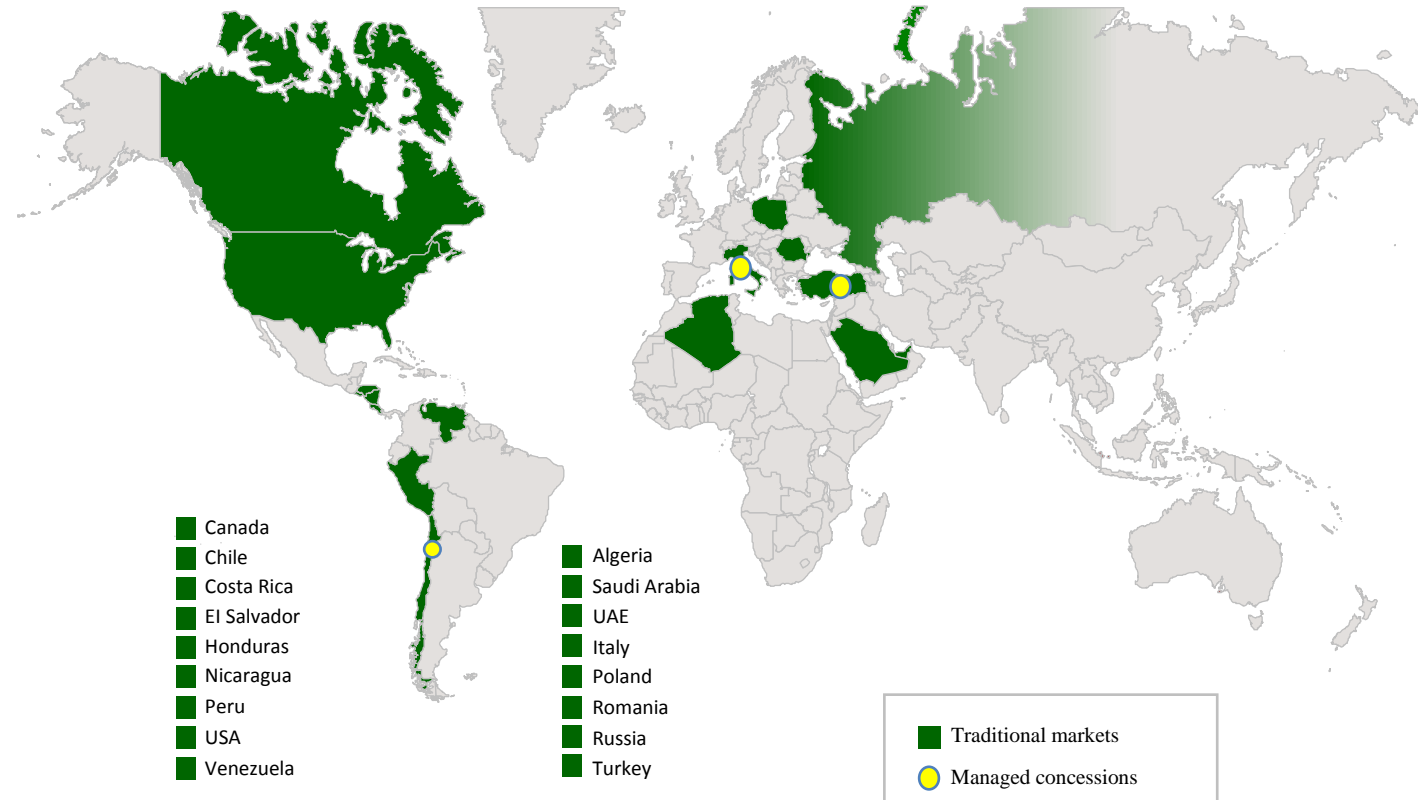 Canada
Chile
Costa Rica
El Salvador
Honduras
Nicaragua
Peru
USA
Venezuela
Algeria
Saudi Arabia
UAE
Italy
Poland
Romania
Russia
Turkey
Traditional markets
Managed concessions